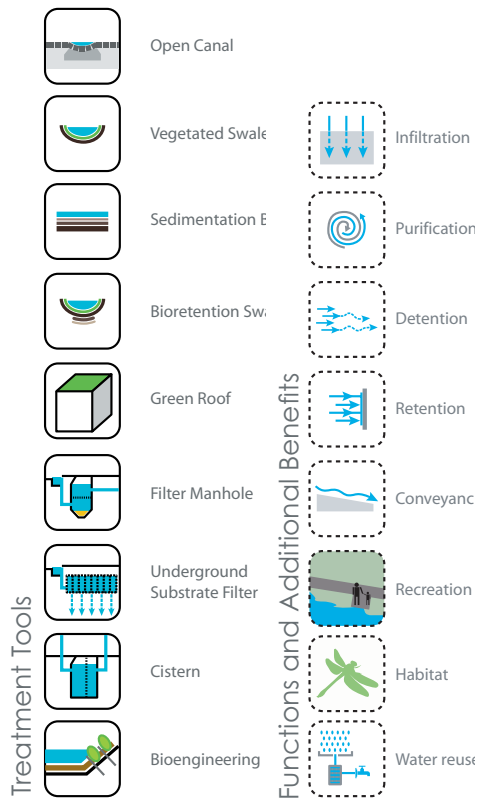 Treatment Tools
Open Canal
Vegetated Swale
Sedimentation
Bioretention
Green Roof
Filter Manhole
Underground
Substrate Filter
Cistern
Bioengineering
Functions and Additional Benefits
Infiltration
Purification
Detention
Retention
Conveyanc
Recreation
Habitat
Water reuse